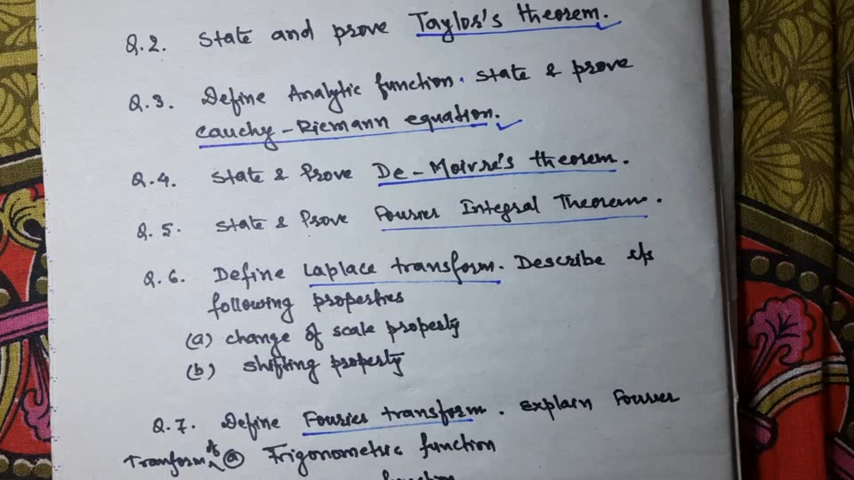 Q.2. State and prove Taylor's theorem.
Q.3. Define Analytic function. State & prove
Cauchy-Riemann equation.
Q.4. State & Prove De-Moivre's theorem.
Q.5. State & Prove Fourier Integral Theorem.
Q.6. Define Laplace transform. Describe its
following properties
(a) change of scale property
(b) shifting property
Q.7. Define Fourier transform. Explain Fourier
Tranform of (a) Trigonometric function
function